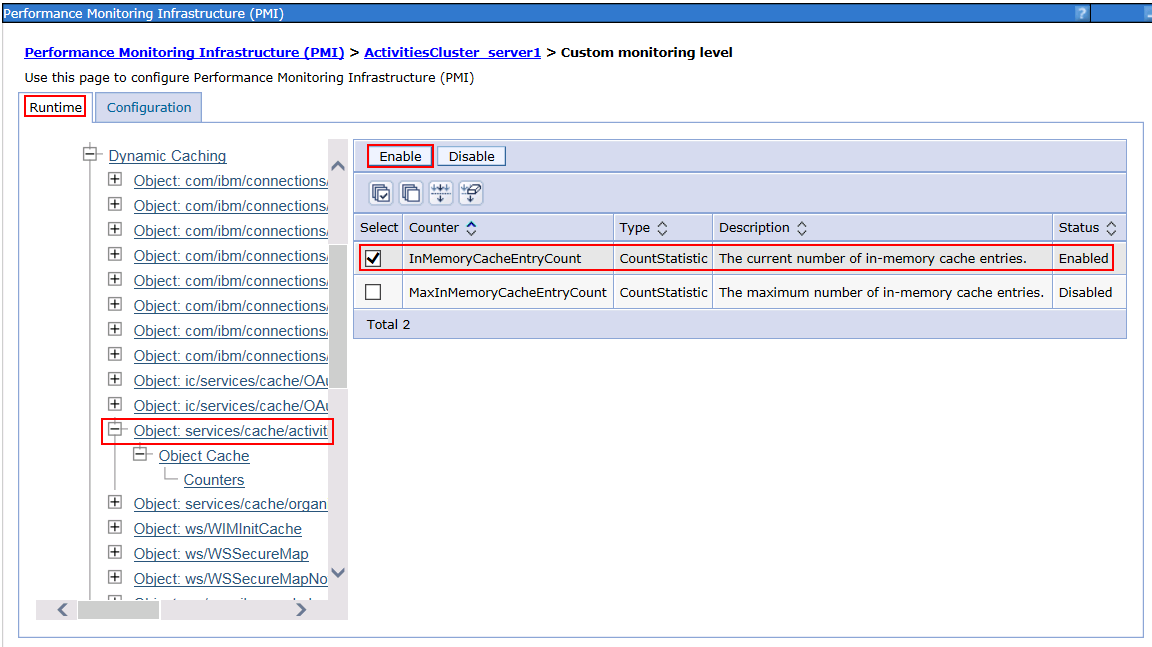 Performance Monitoring Infrastructure (PMI) ?
Performance Monitoring Infrastructure (PMI) > ActivitiesCluster_server1 > Custom monitoring level
Use this page to configure Performance Monitoring Infrastructure (PMI)
Runtime Configuration
Dynamic Caching
Object: com/ibm/connections/
Object: com/ibm/connections/
Object: com/ibm/connections/
Object: com/ibm/connections/
Object: com/ibm/connections/
Object: com/ibm/connections/
Object: com/ibm/connections/
Object: com/ibm/connections/
Object: ic/services/cache/OAu
Object: ic/services/cache/OAu
Object: services/cache/activit
Object Cache
Counters
Object: services/cache/organ
Object: ws/WIMInitCache
Object: ws/WSSecureMap
Object: ws/WSSecureMapNo
Enable Disable
Select Counter Type Description Status
InMemoryCacheEntryCount CountStatistic The current number of in-memory cache entries. Enabled
MaxInMemoryCacheEntryCount CountStatistic The maximum number of in-memory cache entries. Disabled
Total 2